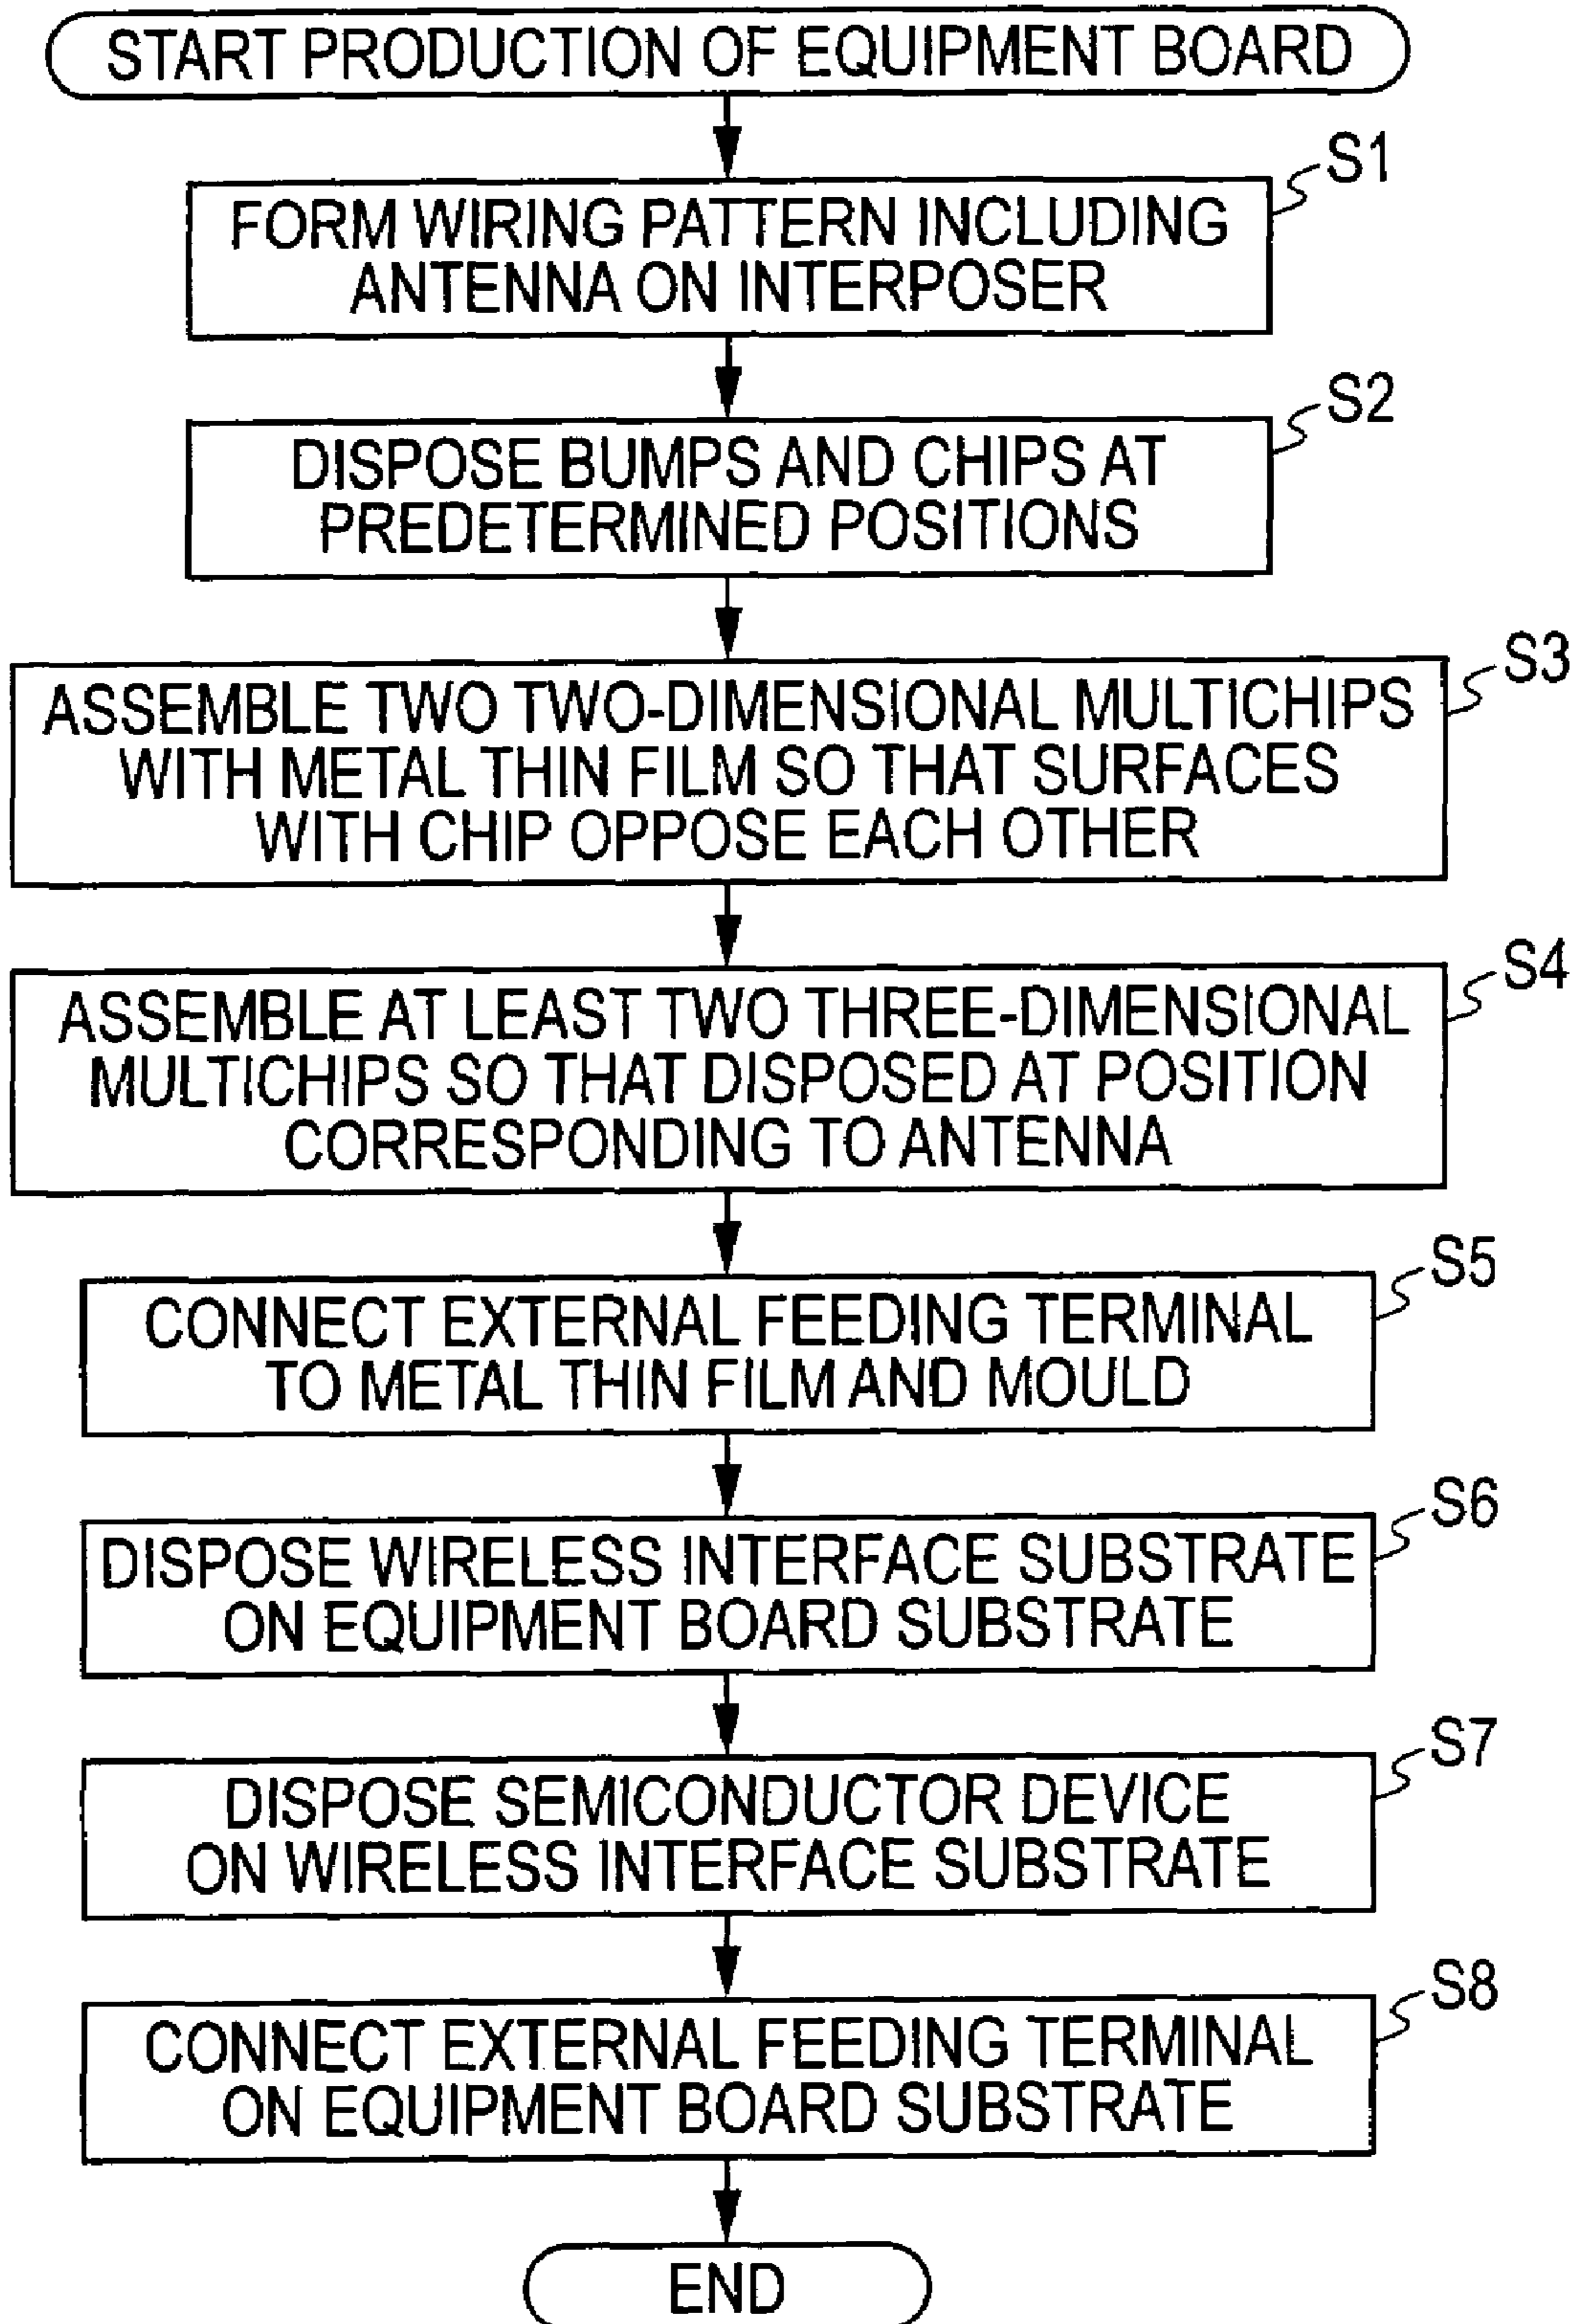 START PRODUCTION OF EQUIPMENT BOARD
S1
FORM WIRING PATTERN INCLUDING
ANTENNA ON INTERPOSER
S2
DISPOSE BUMPS AND CHIPS AT
PREDETERMINED POSITIONS
S3
ASSEMBLE TWO TWO-DIMENSIONAL MULTICHIPS
WITH METAL THIN FILM SO THAT SURFACES
WITH CHIP OPPOSE EACH OTHER
S4
ASSEMBLE AT LEAST TWO THREE-DIMENSIONAL
MULTICHIPS SO THAT DISPOSED AT POSITION
CORRESPONDING TO ANTENNA
S5
CONNECT EXTERNAL FEEDING TERMINAL
TO METAL THIN FILM AND MOULD
S6
DISPOSE WIRELESS INTERFACE SUBSTRATE
ON EQUIPMENT BOARD SUBSTRATE
S7
DISPOSE SEMICONDUCTOR DEVICE
ON WIRELESS INTERFACE SUBSTRATE
S8
CONNECT EXTERNAL FEEDING TERMINAL
ON EQUIPMENT BOARD SUBSTRATE
END